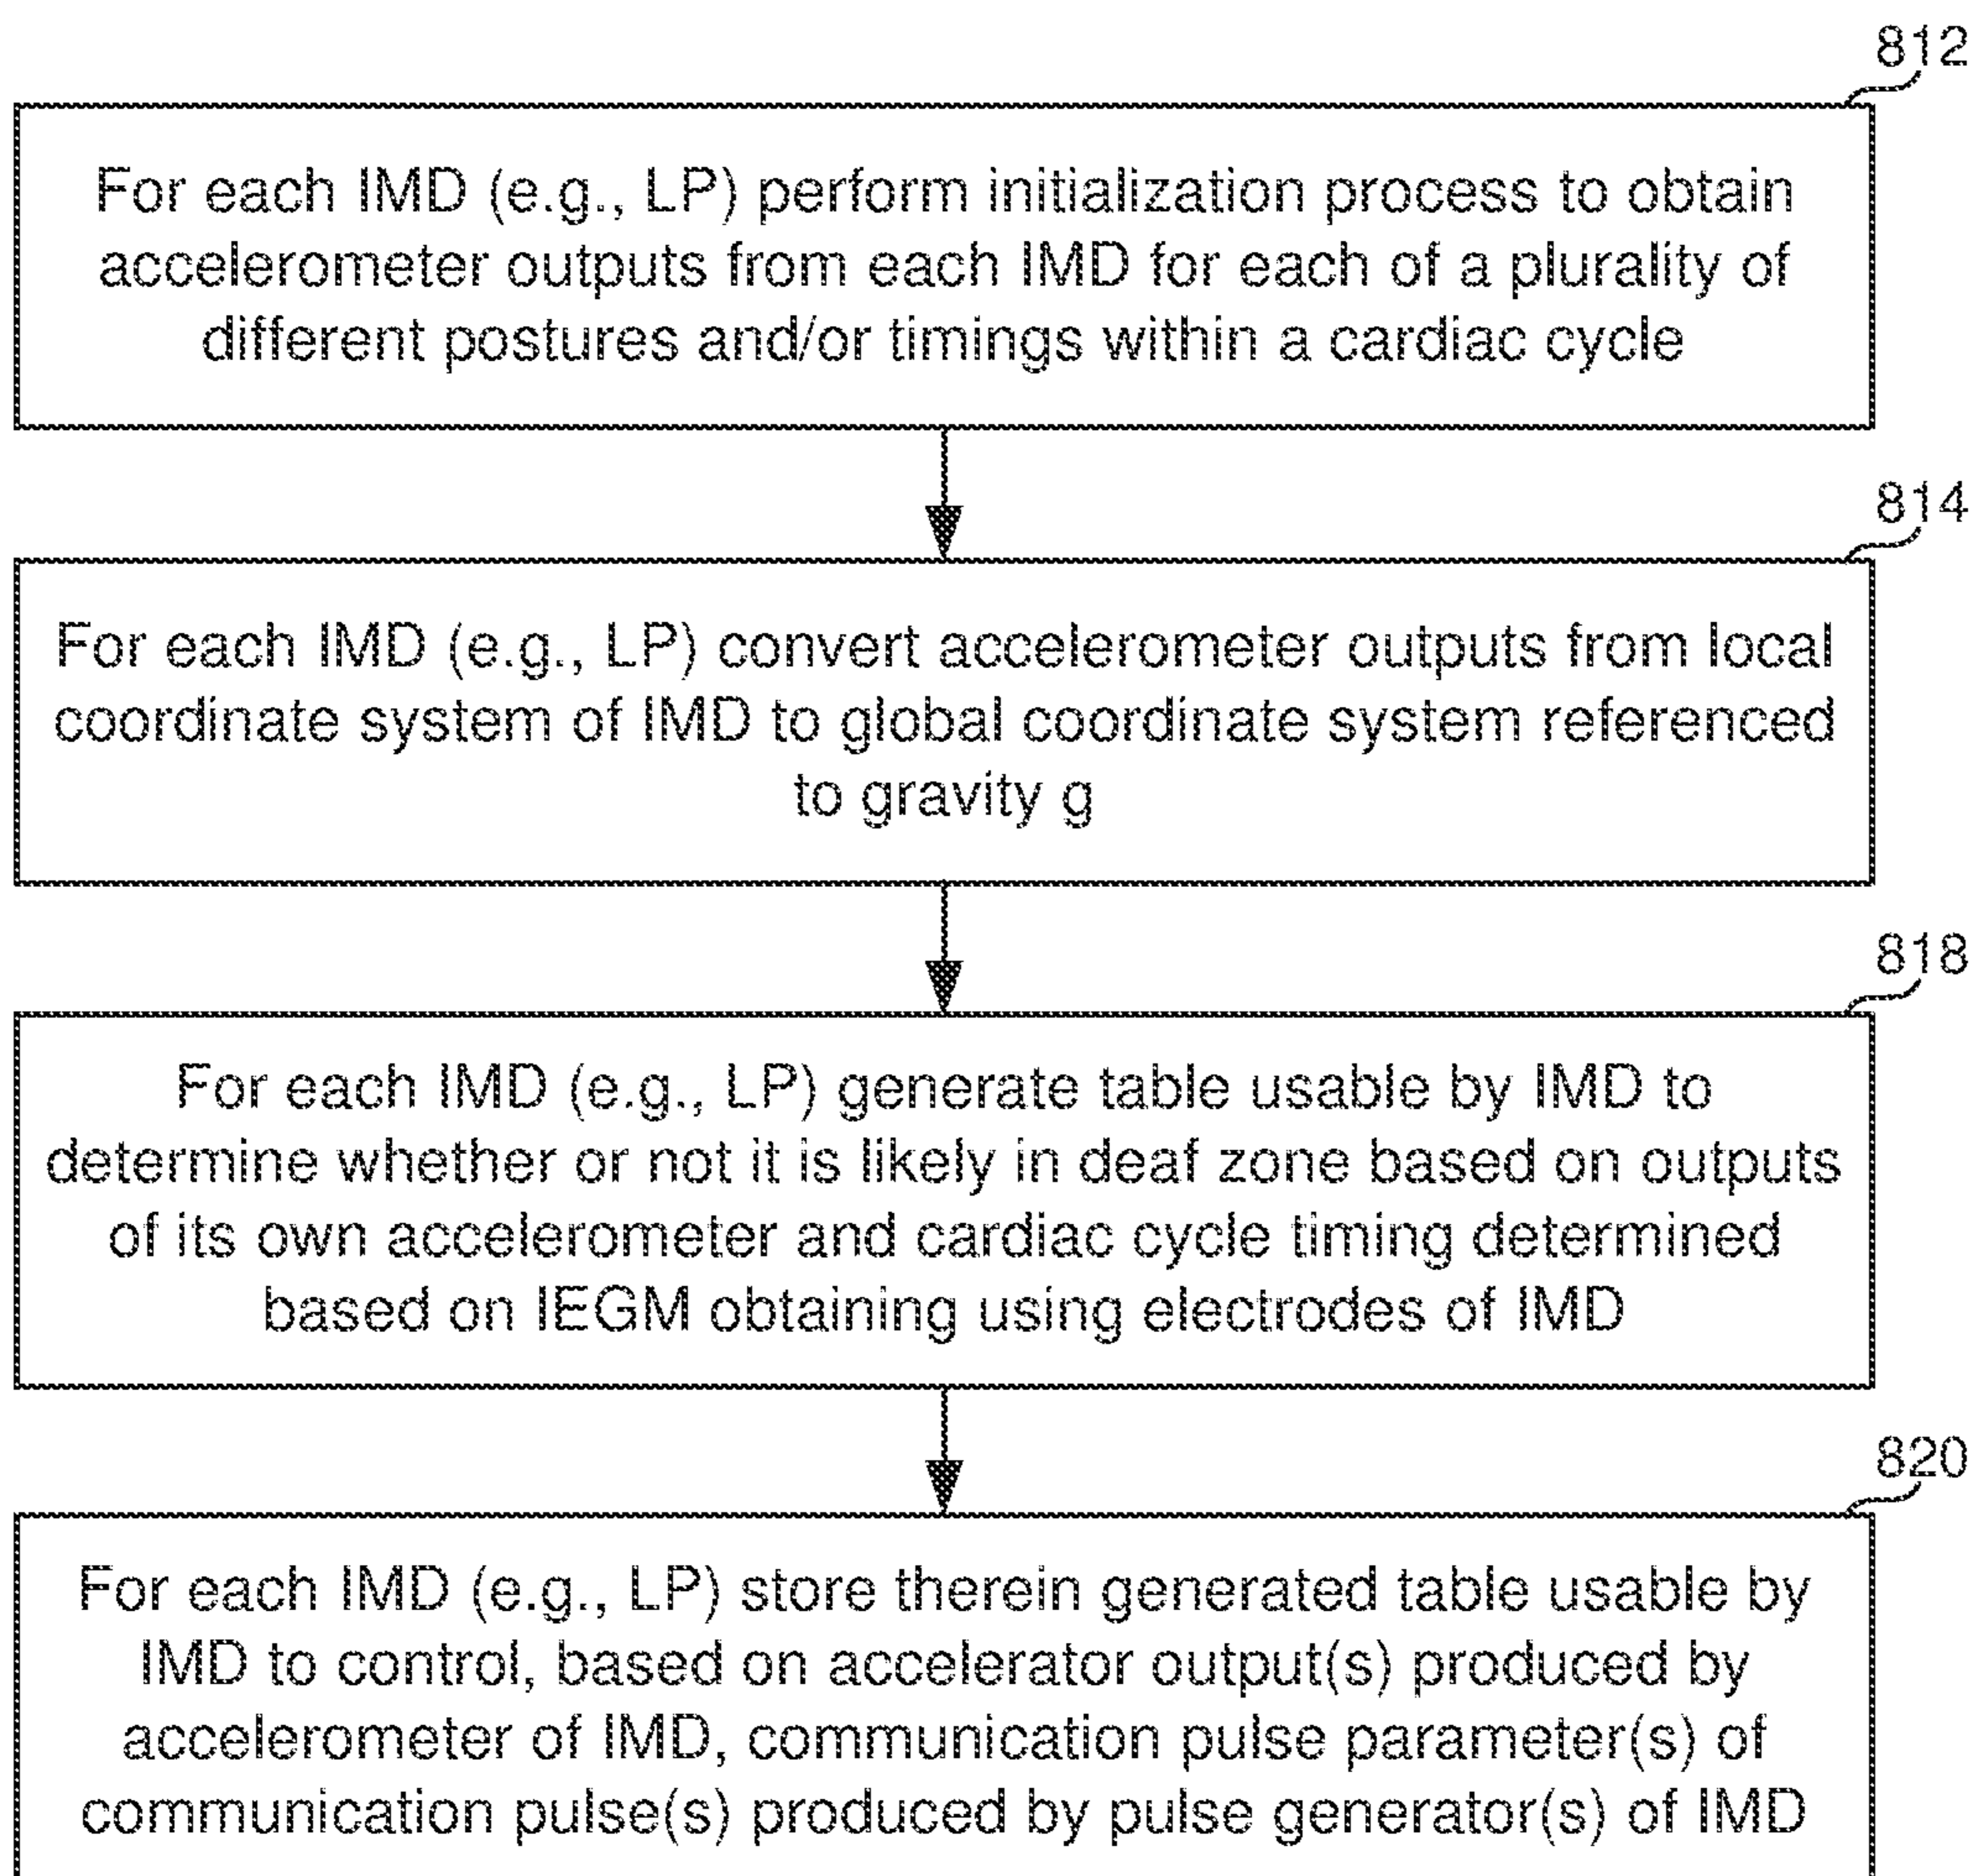 812
For each IMD (e.g., LP) perform initialization process to obtain
accelerometer outputs from each IMD for each of a plurality of
different postures and/or timings within a cardiac cycle
814
For each IMD (e.g., LP) convert accelerometer outputs from local
coordinate system of IMD to global coordinate system referenced
to gravity g
818
For each IMD (e.g., LP) generate table usable by IMD to
determine whether or not it is likely in deaf zone based on outputs
of its own accelerometer and cardiac cycle timing determined
based on IEGM obtaining using electrodes of IMD
820
For each IMD (e.g., LP) store therein generated table usable by
IMD to control, based on accelerator output(s) produced by
accelerometer of IMD, communication pulse parameter(s) of
communication pulse(s) produced by pulse generator(s) of IMD